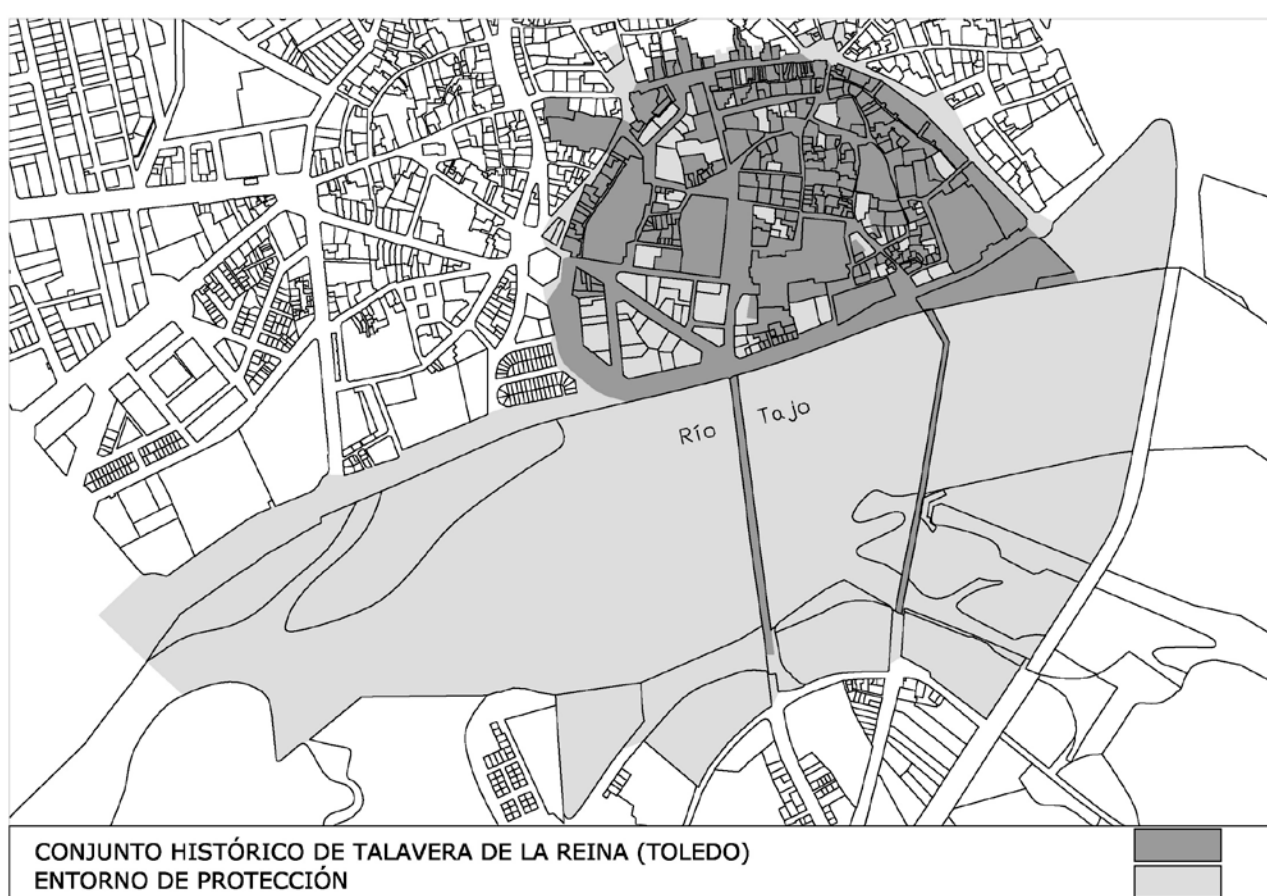 Río Tajo
CONJUNTO HISTÓRICO DE TALAVERA DE LA REINA (TOLEDO)
ENTORNO DE PROTECCIÓN